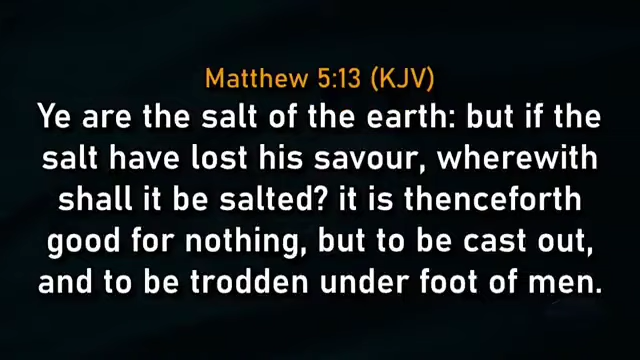 Matthew 5:13 (KJV)
Ye are the salt of the earth: but if the
salt have lost his savour, wherewith
shall it be salted? it is thenceforth
good for nothing, but to be cast out,
and to be trodden under foot of men.